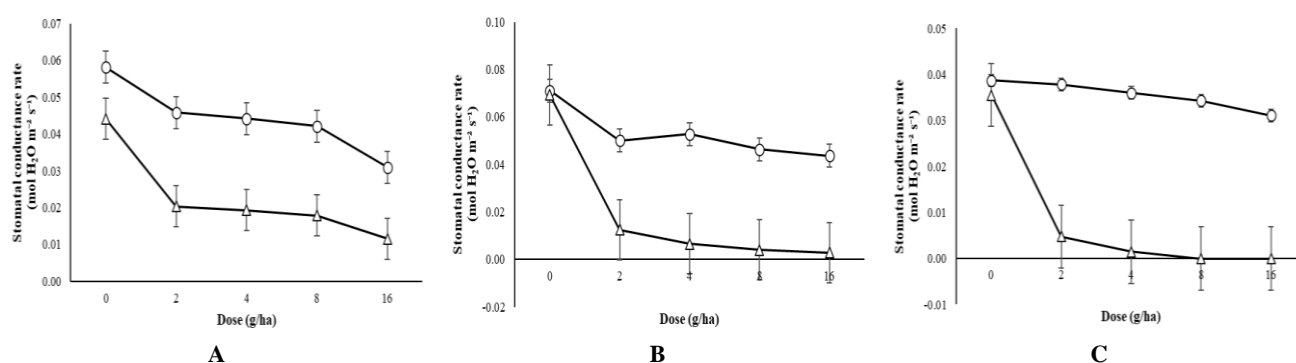 Stomatal conductance rate
(mol H₂O m⁻² s⁻¹)
0.07
0.06
0.05
0.04
0.03
0.02
0.01
0.00
0 2 4 8 16
Dose (g/ha)
A
Stomatal conductance rate
(mol H₂O m⁻² s⁻¹)
0.10
0.08
0.06
0.04
0.02
0.00
-0.02
0 2 4 8 16
Dose (g/ha)
B
Stomatal conductance rate
(mol H₂O m⁻² s⁻¹)
0.05
0.04
0.03
0.02
0.01
0.00
-0.01
0 2 4 8 16
Dose (g/ha)
C